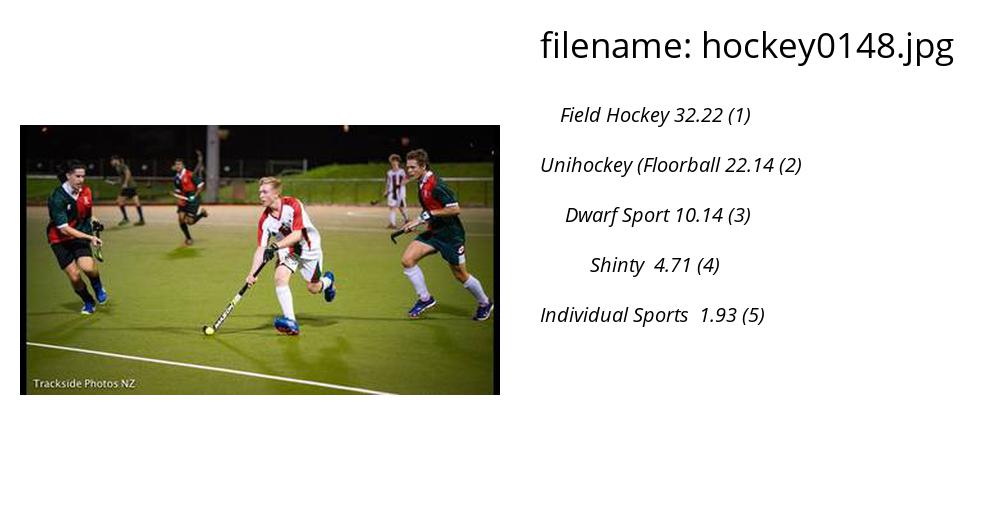 filename: hockey0148.jpg
Field Hockey 32.22 (1)
Unihockey (Floorball 22.14 (2)
Dwarf Sport 10.14 (3)
Shinty 4.71 (4)
Individual Sports 1.93 (5)
Trackside Photos NZ